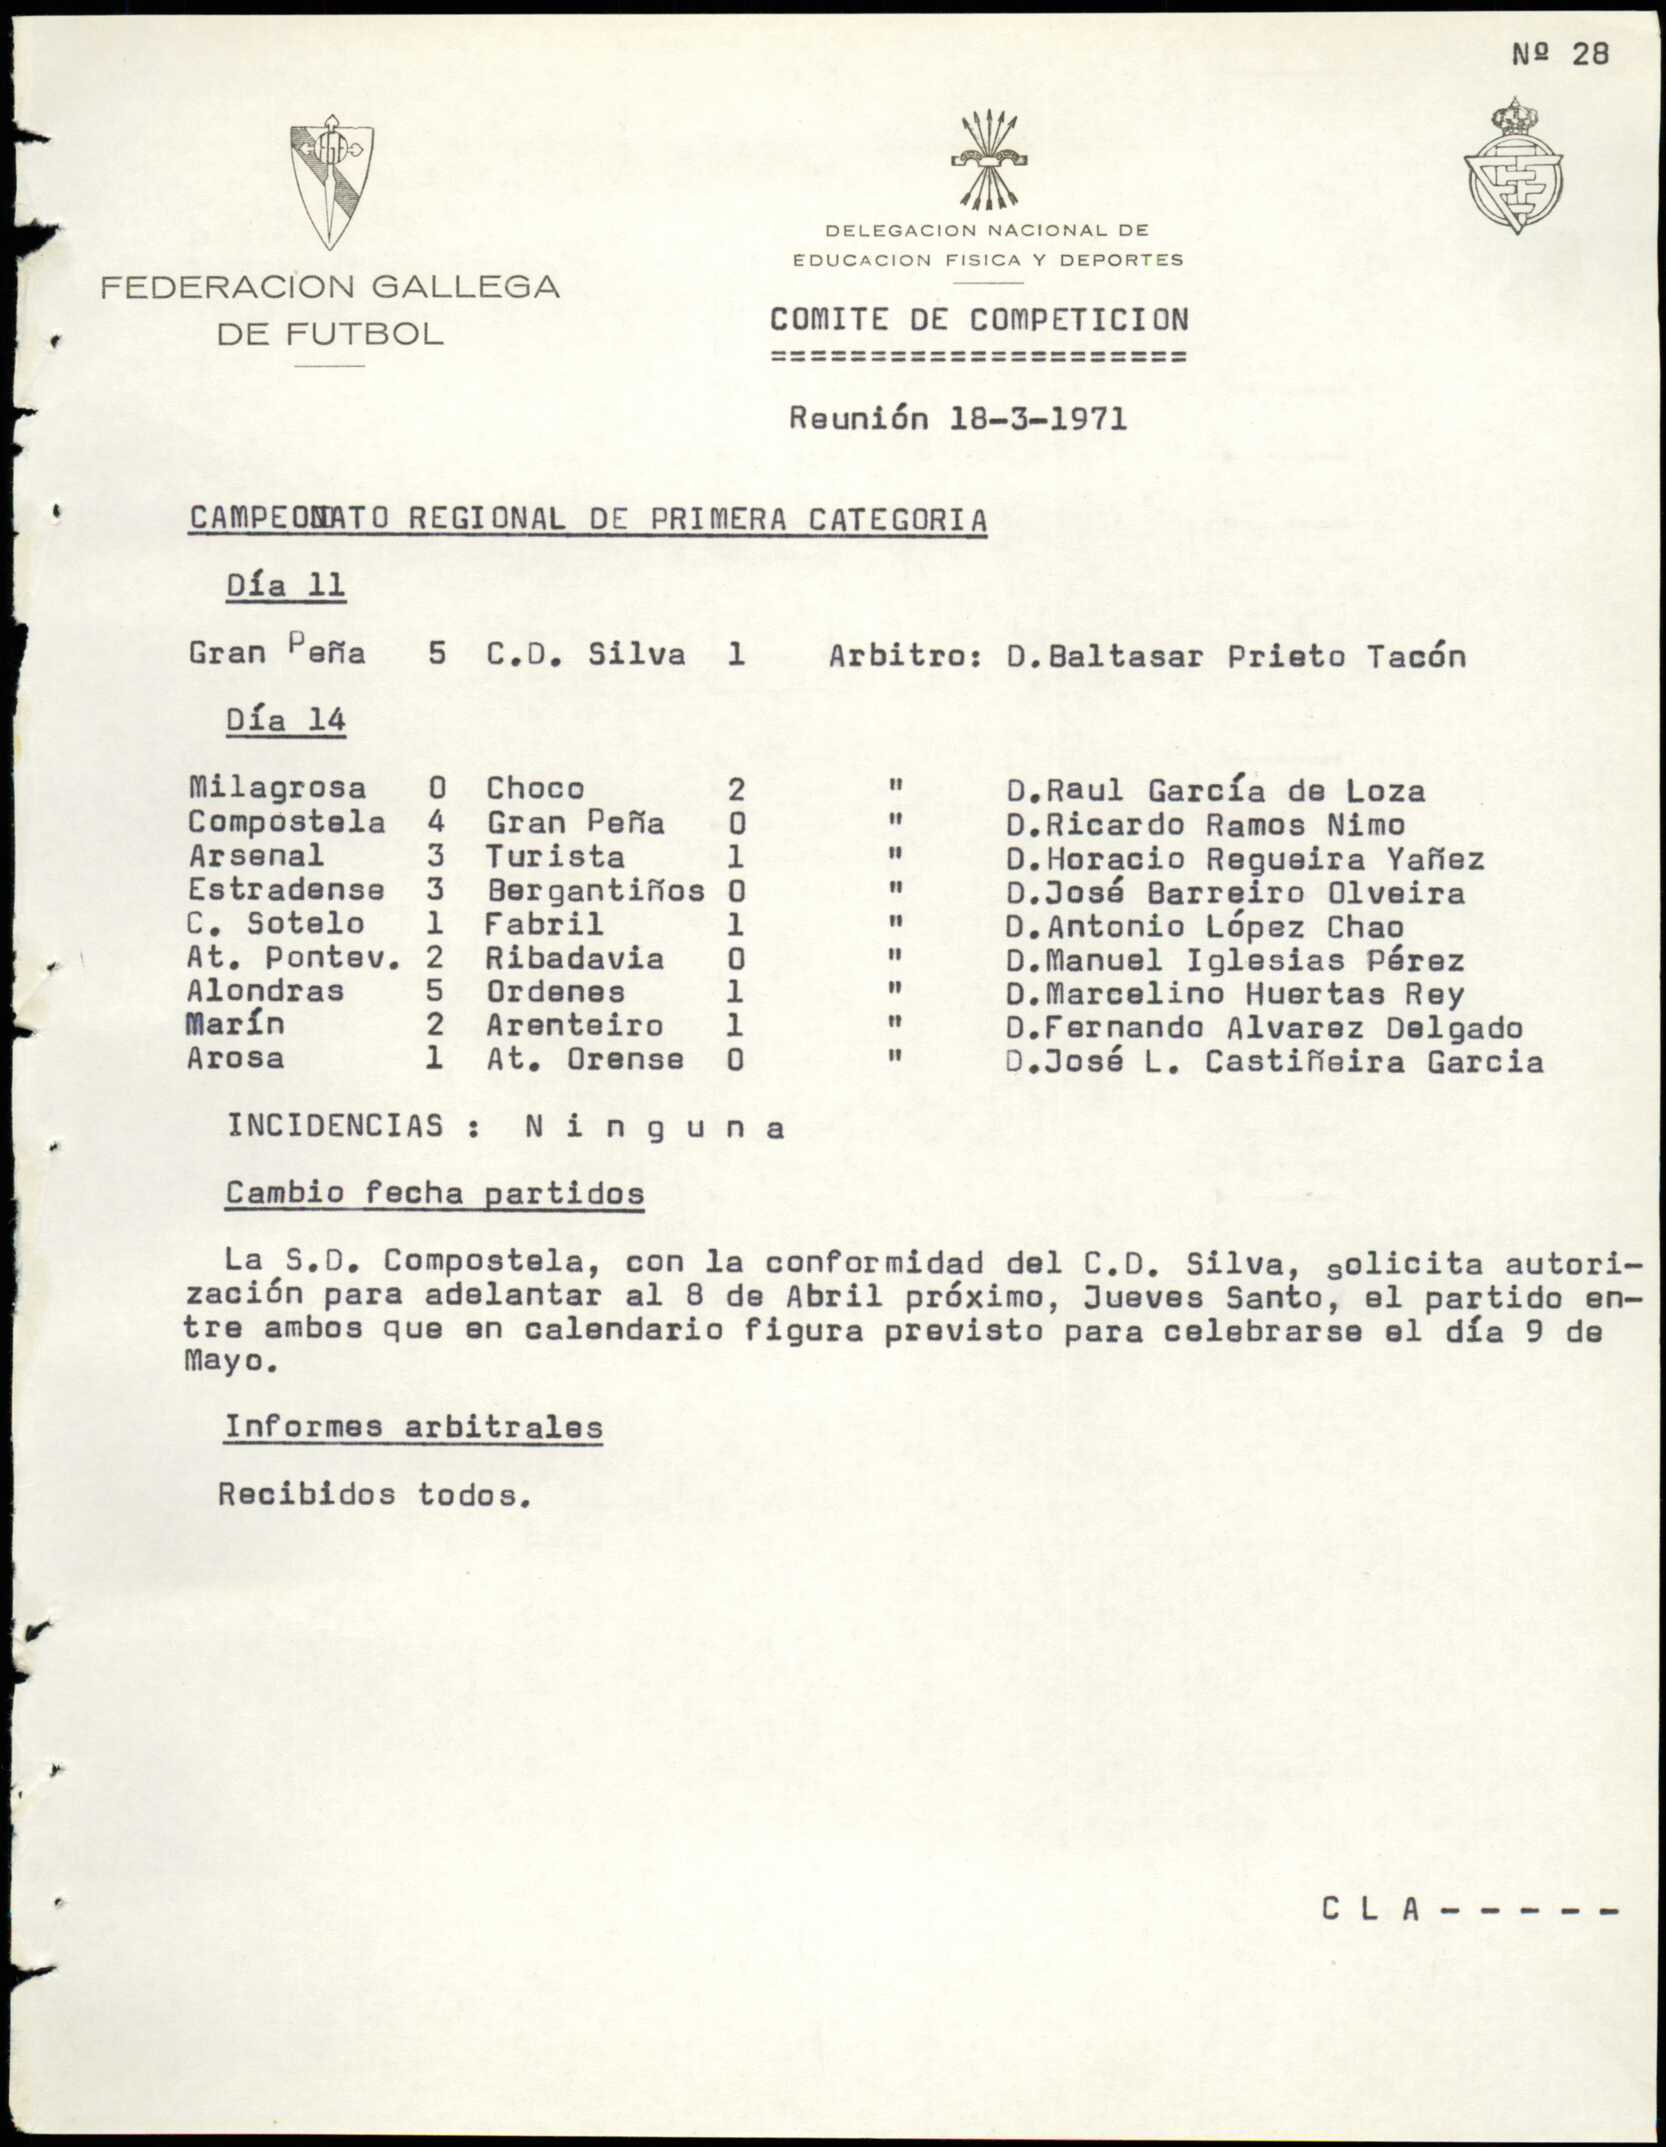 Nº 28
FEDERACION GALLEGA
DE FUTBOL
DELEGACION NACIONAL DE
EDUCACION FISICA Y DEPORTES
COMITE DE COMPETICION
=====================
Reunión 18-3-1971
CAMPEONATO REGIONAL DE PRIMERA CATEGORIA
Día 11
Gran Peña 5 C.D. Silva 1 Arbitro: D.Baltasar Prieto Tacón
Día 14
Milagrosa 0 Choco 2 " D.Raul García de Loza
Compostela 4 Gran Peña 0 " D.Ricardo Ramos Nimo
Arsenal 3 Turista 1 " D.Horacio Regueira Yañez
Estradense 3 Bergantiños 0 " D.José Barreiro Olveira
C. Sotelo 1 Fabril 1 " D.Antonio López Chao
At. Pontev. 2 Ribadavia 0 " D.Manuel Iglesias Pérez
Alondras 5 Ordenes 1 " D.Marcelino Huertas Rey
Marín 2 Arenteiro 1 " D.Fernando Alvarez Delgado
Arosa 1 At. Orense 0 " D.José L. Castiñeira Garcia
INCIDENCIAS : N i n g u n a
Cambio fecha partidos
La S.D. Compostela, con la conformidad del C.D. Silva, solicita autori-
zación para adelantar al 8 de Abril próximo, Jueves Santo, el partido en-
tre ambos que en calendario figura previsto para celebrarse el día 9 de
Mayo.
Informes arbitrales
Recibidos todos.
C L A - - - - -